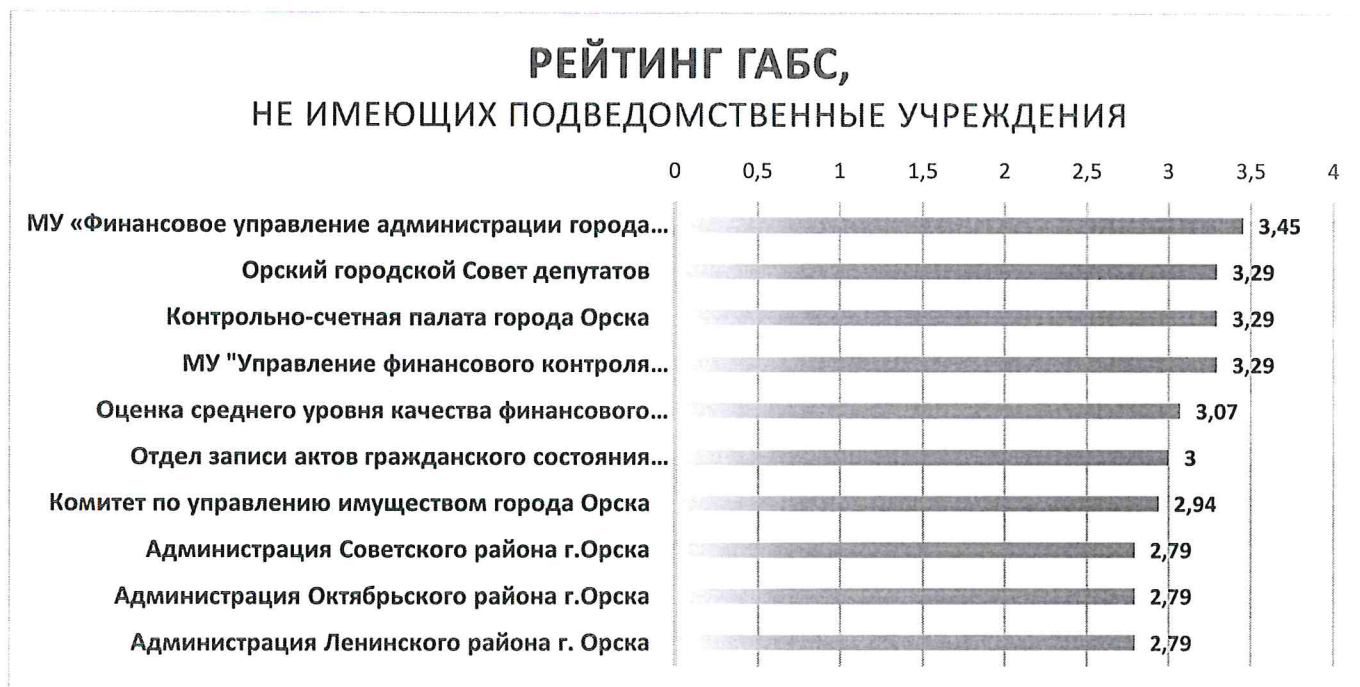 РЕЙТИНГ ГАБС,
НЕ ИМЕЮЩИХ ПОДВЕДОМСТВЕННЫЕ УЧРЕЖДЕНИЯ
0 0,5 1 1,5 2 2,5 3 3,5 4
МУ «Финансовое управление администрации города... 3,45
Орский городской Совет депутатов 3,29
Контрольно-счетная палата города Орска 3,29
МУ "Управление финансового контроля... 3,29
Оценка среднего уровня качества финансового... 3,07
Отдел записи актов гражданского состояния... 3
Комитет по управлению имуществом города Орска 2,94
Администрация Советского района г.Орска 2,79
Администрация Октябрьского района г.Орска 2,79
Администрация Ленинского района г. Орска 2,79